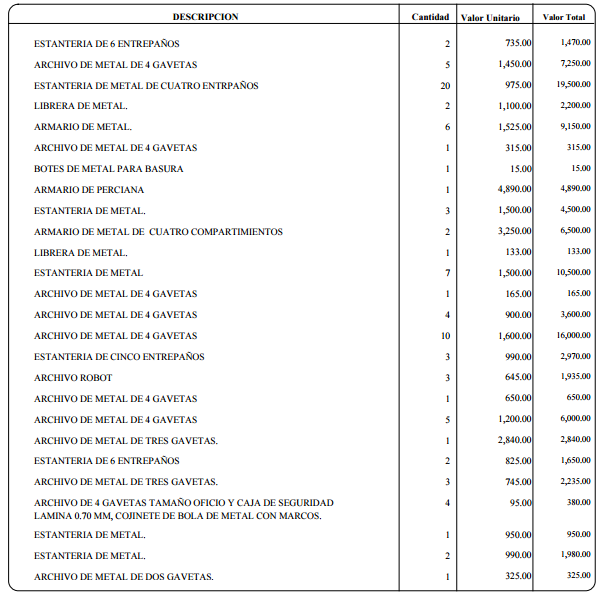 DESCRIPCION Cantidad Valor Unitario Valor Total
ESTANTERIA DE 6 ENTREPAÑOS 2 735.00 1,470.00
ARCHIVO DE METAL DE 4 GAVETAS 5 1,450.00 7,250.00
ESTANTERIA DE METAL DE CUATRO ENTRPAÑOS 20 975.00 19,500.00
LIBRERA DE METAL. 2 1,100.00 2,200.00
ARMARIO DE METAL. 6 1,525.00 9,150.00
ARCHIVO DE METAL DE 4 GAVETAS 1 315.00 315.00
BOTES DE METAL PARA BASURA 1 15.00 15.00
ARMARIO DE PERCIANA 1 4,890.00 4,890.00
ESTANTERIA DE METAL. 3 1,500.00 4,500.00
ARMARIO DE METAL DE CUATRO COMPARTIMIENTOS 2 3,250.00 6,500.00
LIBRERA DE METAL. 1 133.00 133.00
ESTANTERIA DE METAL 7 1,500.00 10,500.00
ARCHIVO DE METAL DE 4 GAVETAS 1 165.00 165.00
ARCHIVO DE METAL DE 4 GAVETAS 4 900.00 3,600.00
ARCHIVO DE METAL DE 4 GAVETAS 10 1,600.00 16,000.00
ESTANTERIA DE CINCO ENTREPAÑOS 3 990.00 2,970.00
ARCHIVO ROBOT 3 645.00 1,935.00
ARCHIVO DE METAL DE 4 GAVETAS 1 650.00 650.00
ARCHIVO DE METAL DE 4 GAVETAS 5 1,200.00 6,000.00
ARCHIVO DE METAL DE TRES GAVETAS. 1 2,840.00 2,840.00
ESTANTERIA DE 6 ENTREPAÑOS 2 825.00 1,650.00
ARCHIVO DE METAL DE TRES GAVETAS. 3 745.00 2,235.00
ARCHIVO DE 4 GAVETAS TAMAÑO OFICIO Y CAJA DE SEGURIDAD 4 95.00 380.00
LAMINA 0.70 MM, COJINETE DE BOLA DE METAL CON MARCOS.
ESTANTERIA DE METAL. 1 950.00 950.00
ESTANTERIA DE METAL. 2 990.00 1,980.00
ARCHIVO DE METAL DE DOS GAVETAS. 1 325.00 325.00